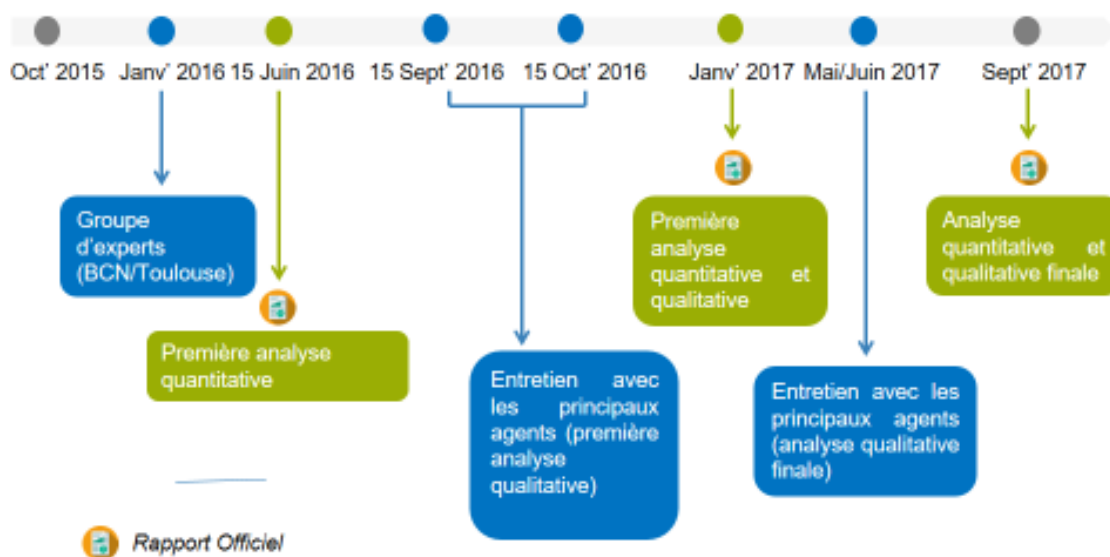 Oct' 2015
Janv' 2016
15 Juin 2016
15 Sept' 2016
15 Oct' 2016
Janv' 2017
Mai/Juin 2017
Sept' 2017
Groupe
d'experts
(BCN/Toulouse)
Première analyse
quantitative
Entretien avec
les principaux
agents (première
analyse
qualitative)
Première
analyse
quantitative et
qualitative
Entretien avec les
principaux agents
(analyse qualitative
finale)
Analyse
quantitative et
qualitative finale
Rapport Officiel